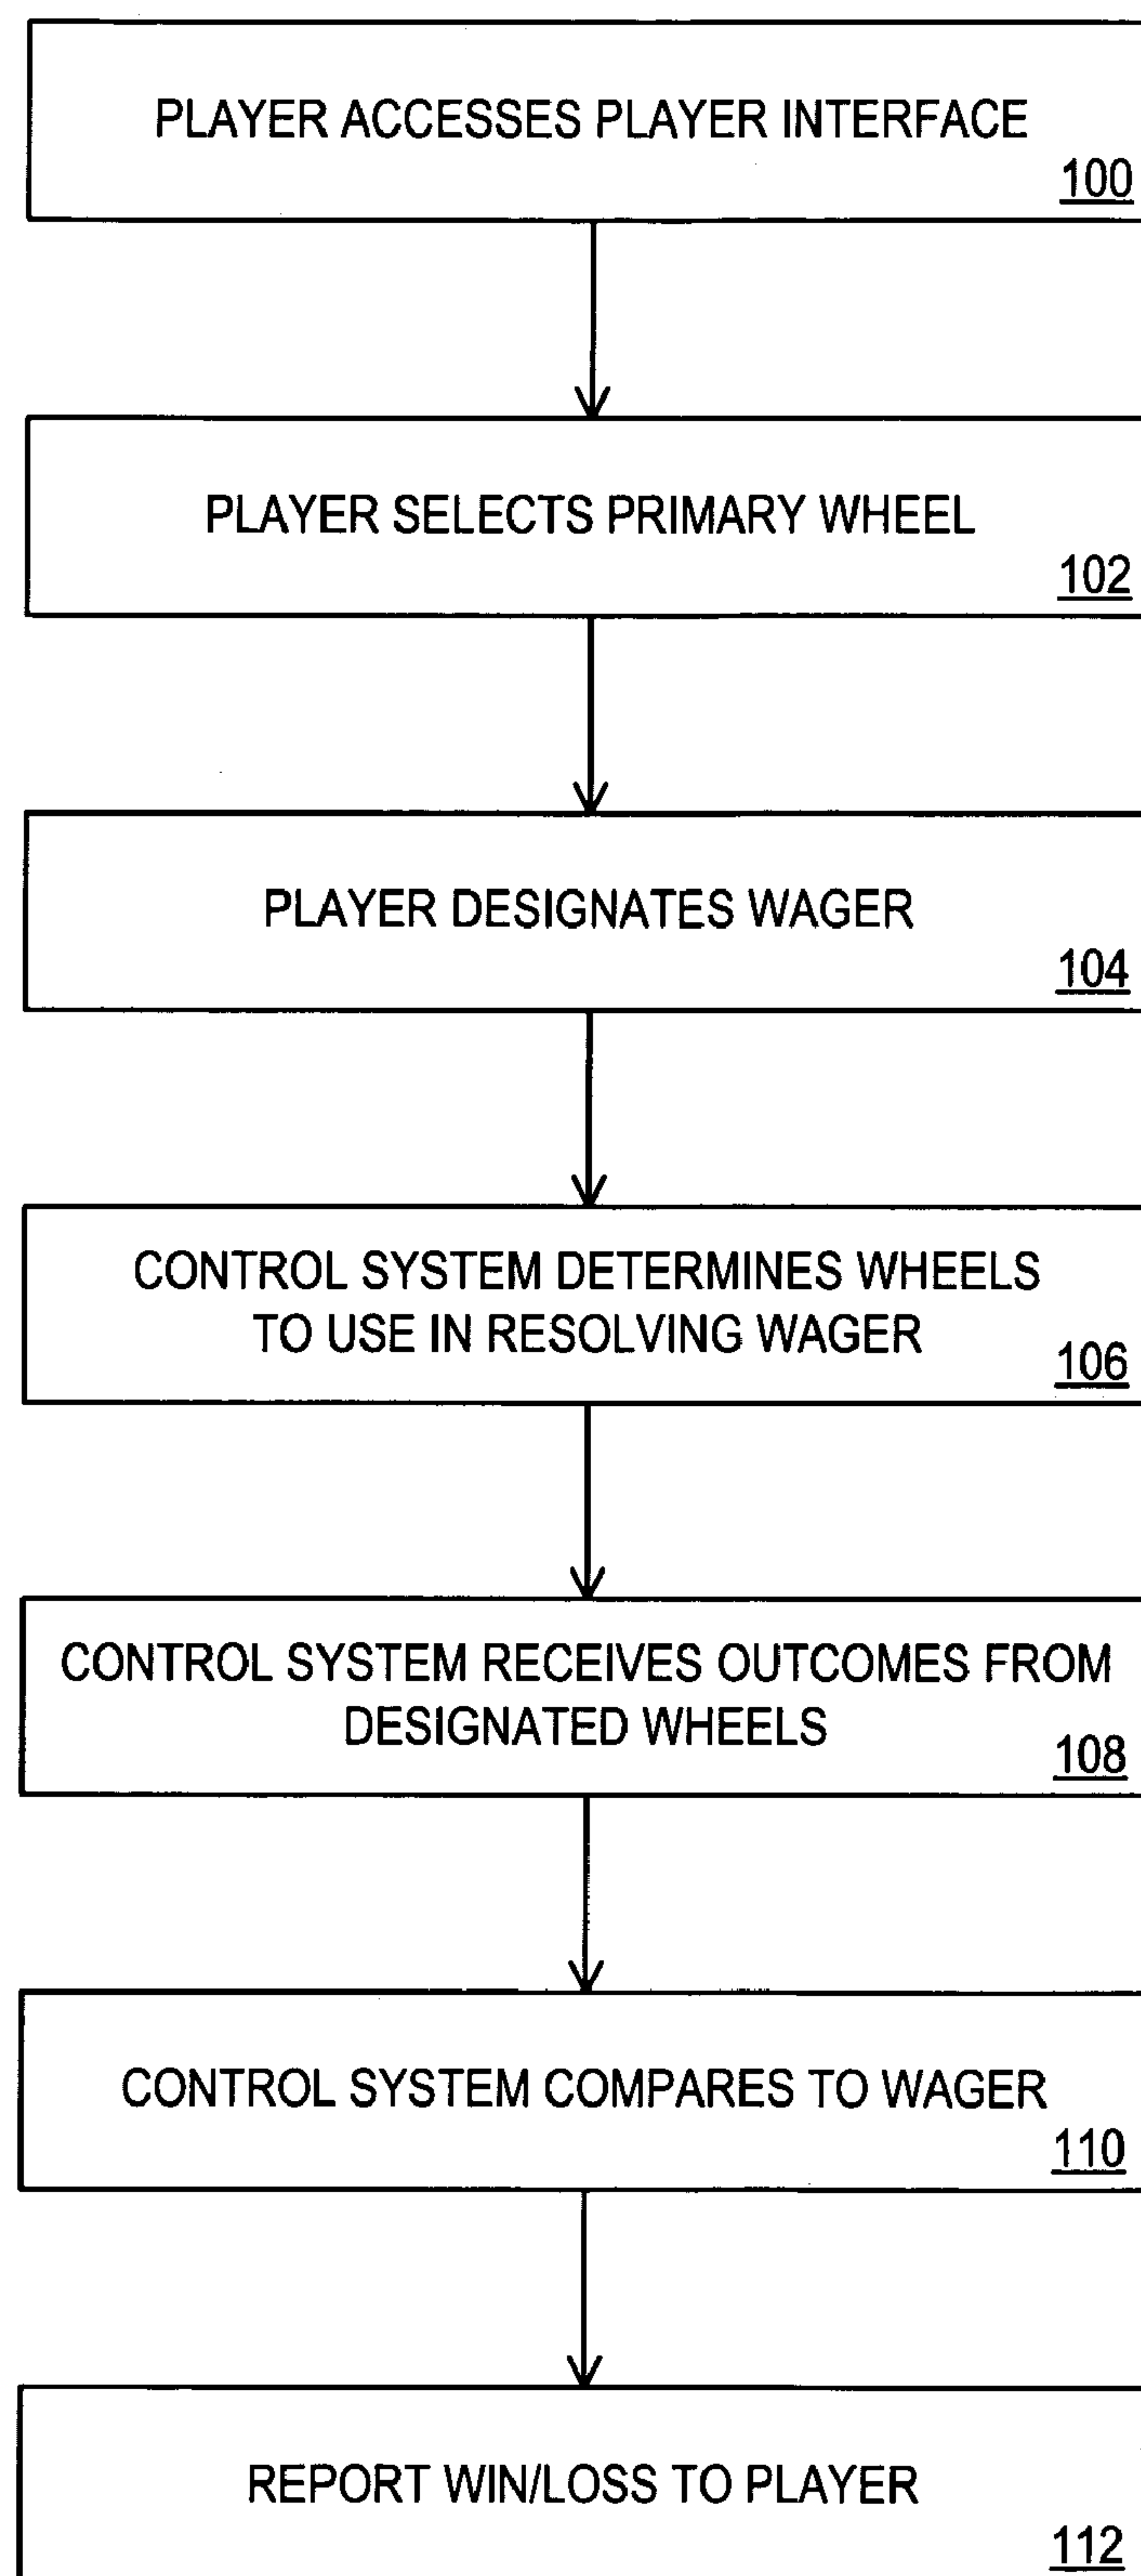 PLAYER ACCESSES PLAYER INTERFACE
100
PLAYER SELECTS PRIMARY WHEEL
102
PLAYER DESIGNATES WAGER
104
CONTROL SYSTEM DETERMINES WHEELS
TO USE IN RESOLVING WAGER
106
CONTROL SYSTEM RECEIVES OUTCOMES FROM
DESIGNATED WHEELS
108
CONTROL SYSTEM COMPARES TO WAGER
110
REPORT WIN/LOSS TO PLAYER
112